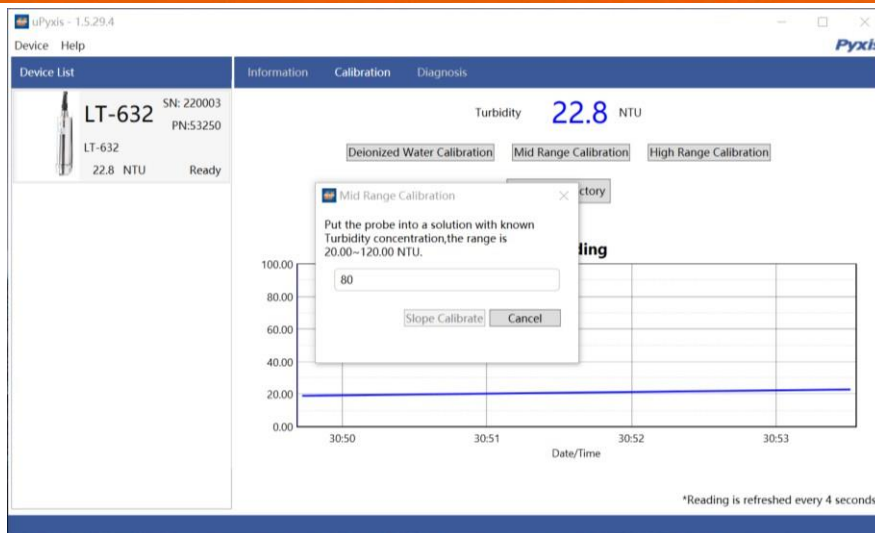 uPyxis - 1.5.29.4
Device Help
Pyxis
Device List
Information Calibration Diagnosis
LT-632
SN: 220003
PN:53250
LT-632
22.8 NTU Ready
Turbidity 22.8 NTU
Deionized Water Calibration Mid Range Calibration High Range Calibration
ctory
Mid Range Calibration
Put the probe into a solution with known
Turbidity concentration,the range is
20.00~120.00 NTU.
80
Slope Calibrate Cancel
ding
100.00
80.00
60.00
40.00
20.00
0.00
30:50 30:51 30:52 30:53
Date/Time
*Reading is refreshed every 4 seconds